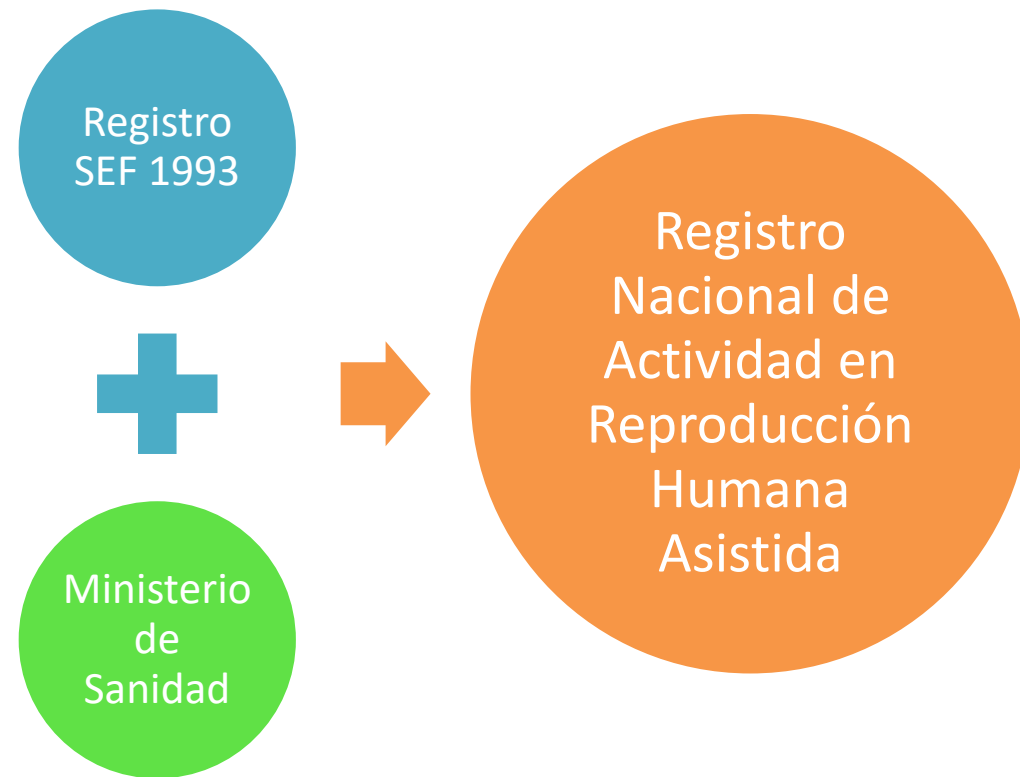 Registro
SEF 1993
Ministerio
de
Sanidad
Registro
Nacional de
Actividad en
Reproducción
Humana
Asistida